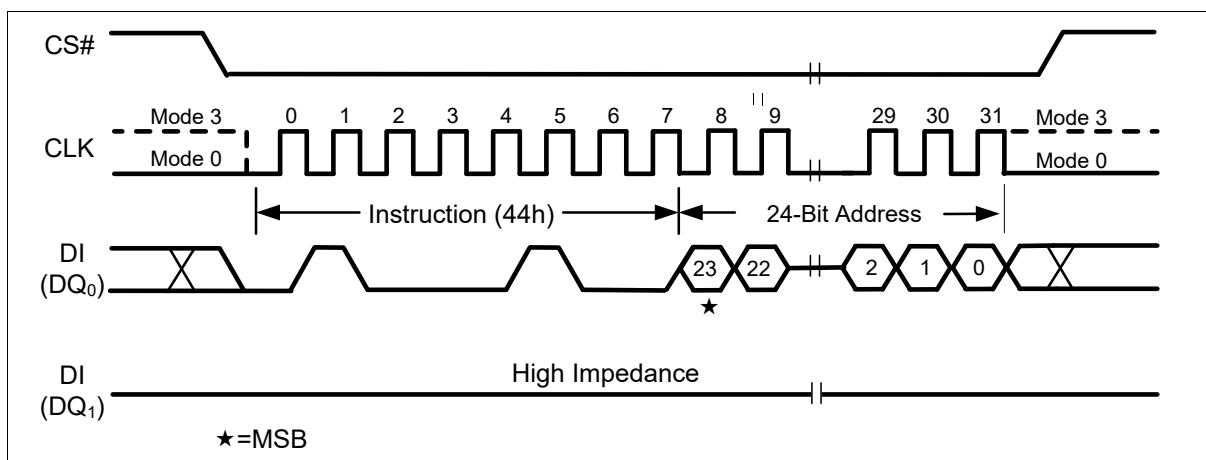 CS#
Mode 3
0 1 2 3 4 5 6 7 8 9 29 30 31
Mode 3
CLK
Mode 0
Mode 0
Instruction (44h)
24-Bit Address
DI
(DQ0)
23 22 2 1 0
★
DI
(DQ1)
High Impedance
★=MSB